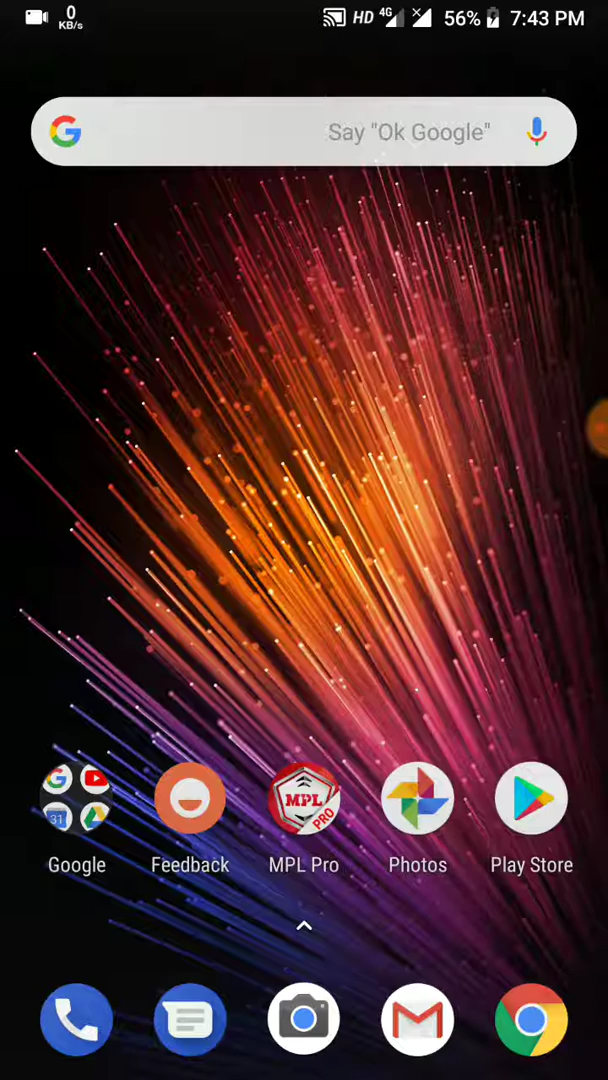 0 KB/s HD 4G 56% 7:43 PM
G Say "Ok Google"
G 31 MPL PRO
Google Feedback MPL Pro Photos Play Store